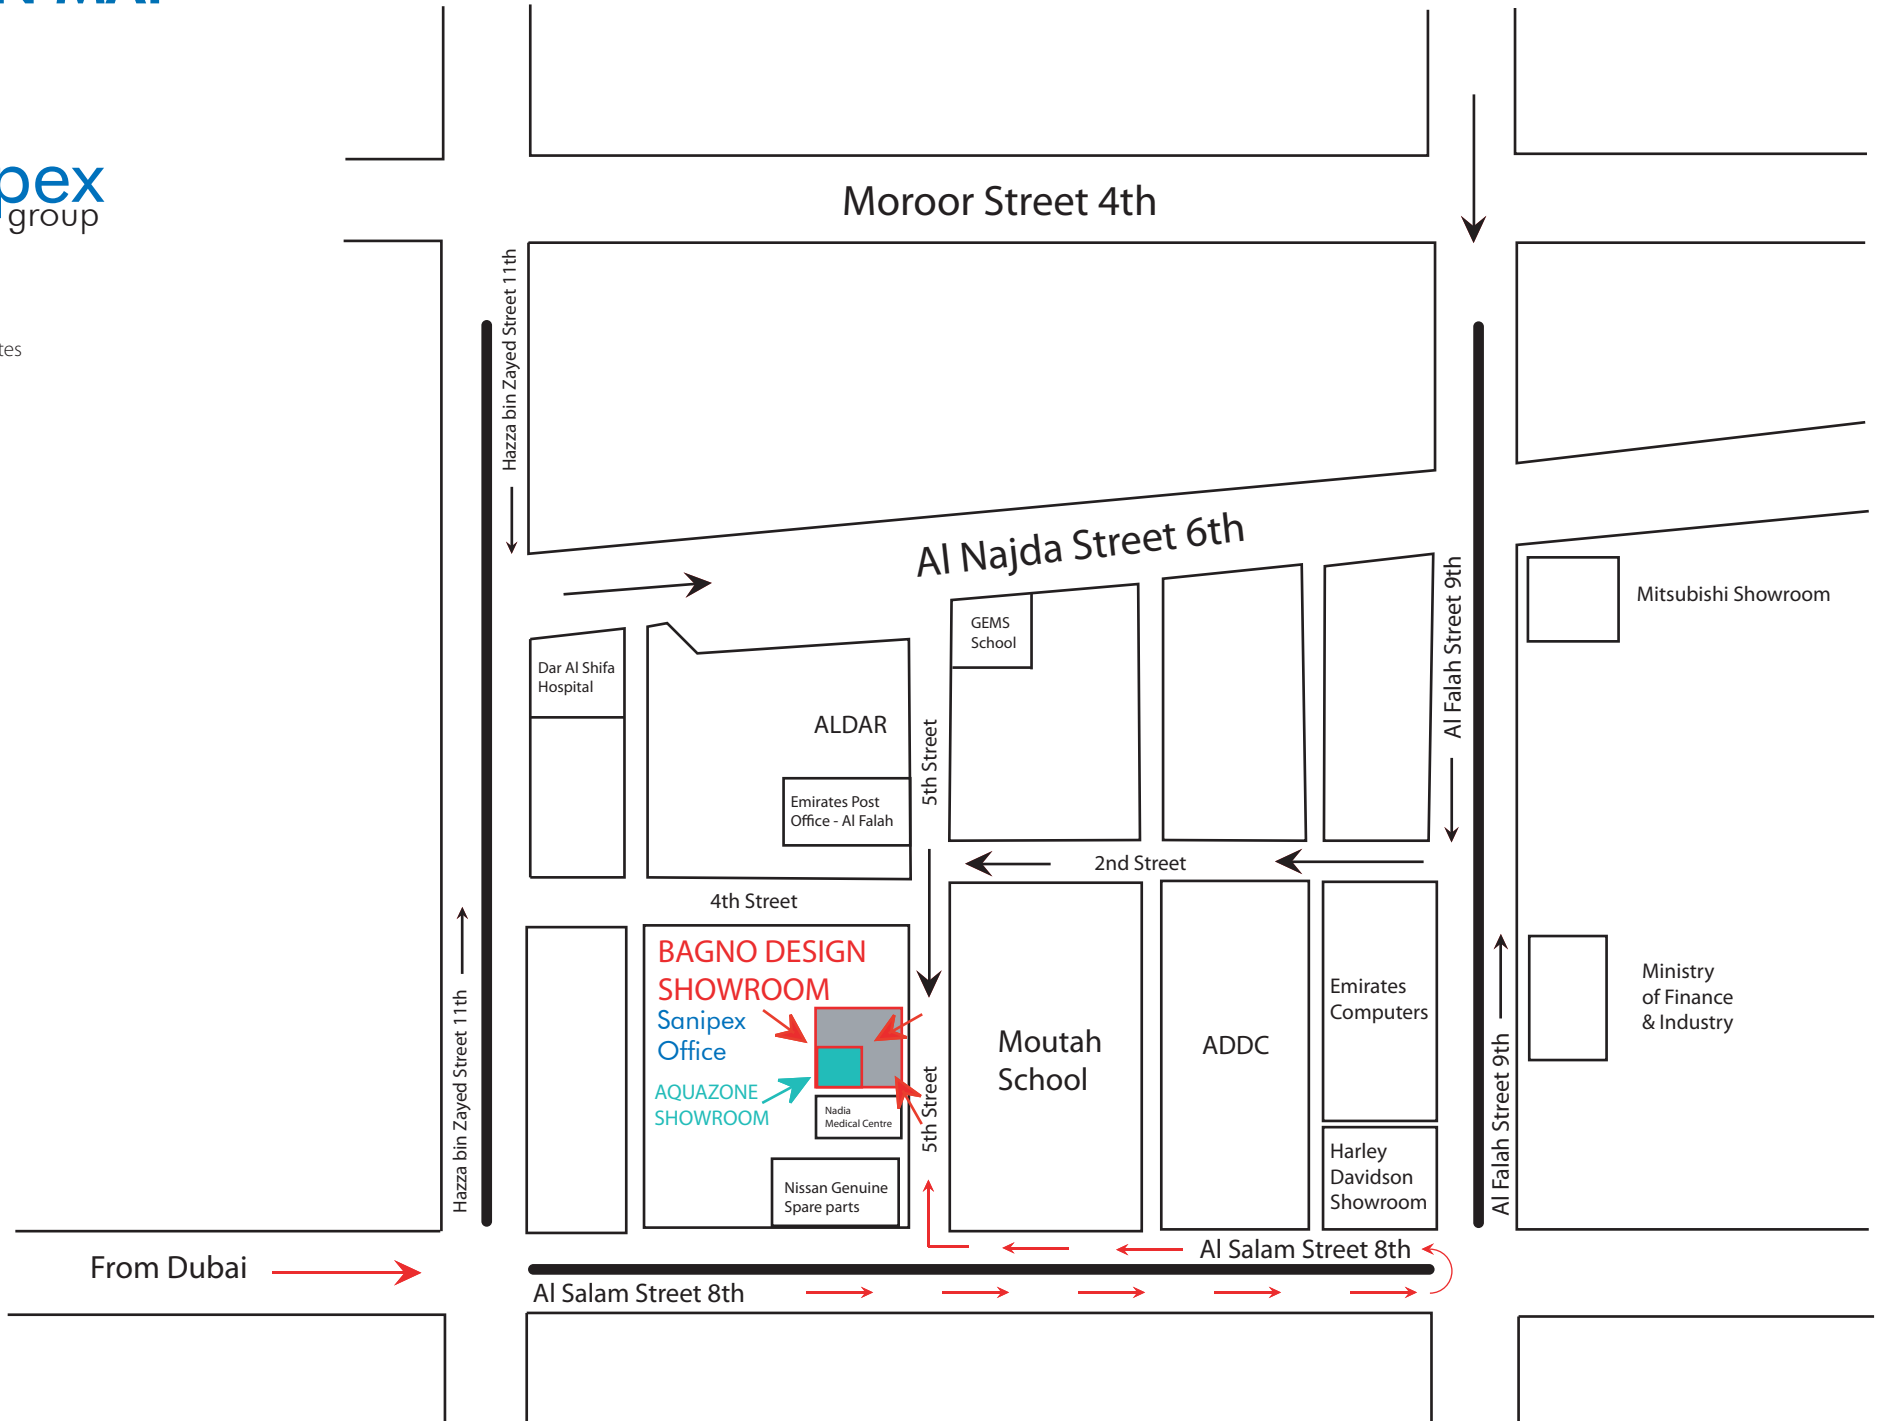 MAP
pex
group
tes
Moroor Street 4th
Hazza bin Zayed Street 11th
Al Najda Street 6th
Al Falah Street 9th
Mitsubishi Showroom
GEMS
School
Dar Al Shifa
Hospital
ALDAR
5th Street
Emirates Post
Office - Al Falah
2nd Street
4th Street
BAGNO DESIGN
SHOWROOM
Sanipex
Office
AQUAZONE
SHOWROOM
Nadia
Medical Centre
5th Street
Nissan Genuine
Spare parts
Moutah
School
ADDC
Emirates
Computers
Harley
Davidson
Showroom
Ministry
of Finance
& Industry
Hazza bin Zayed Street 11th
Al Falah Street 9th
From Dubai
Al Salam Street 8th
Al Salam Street 8th